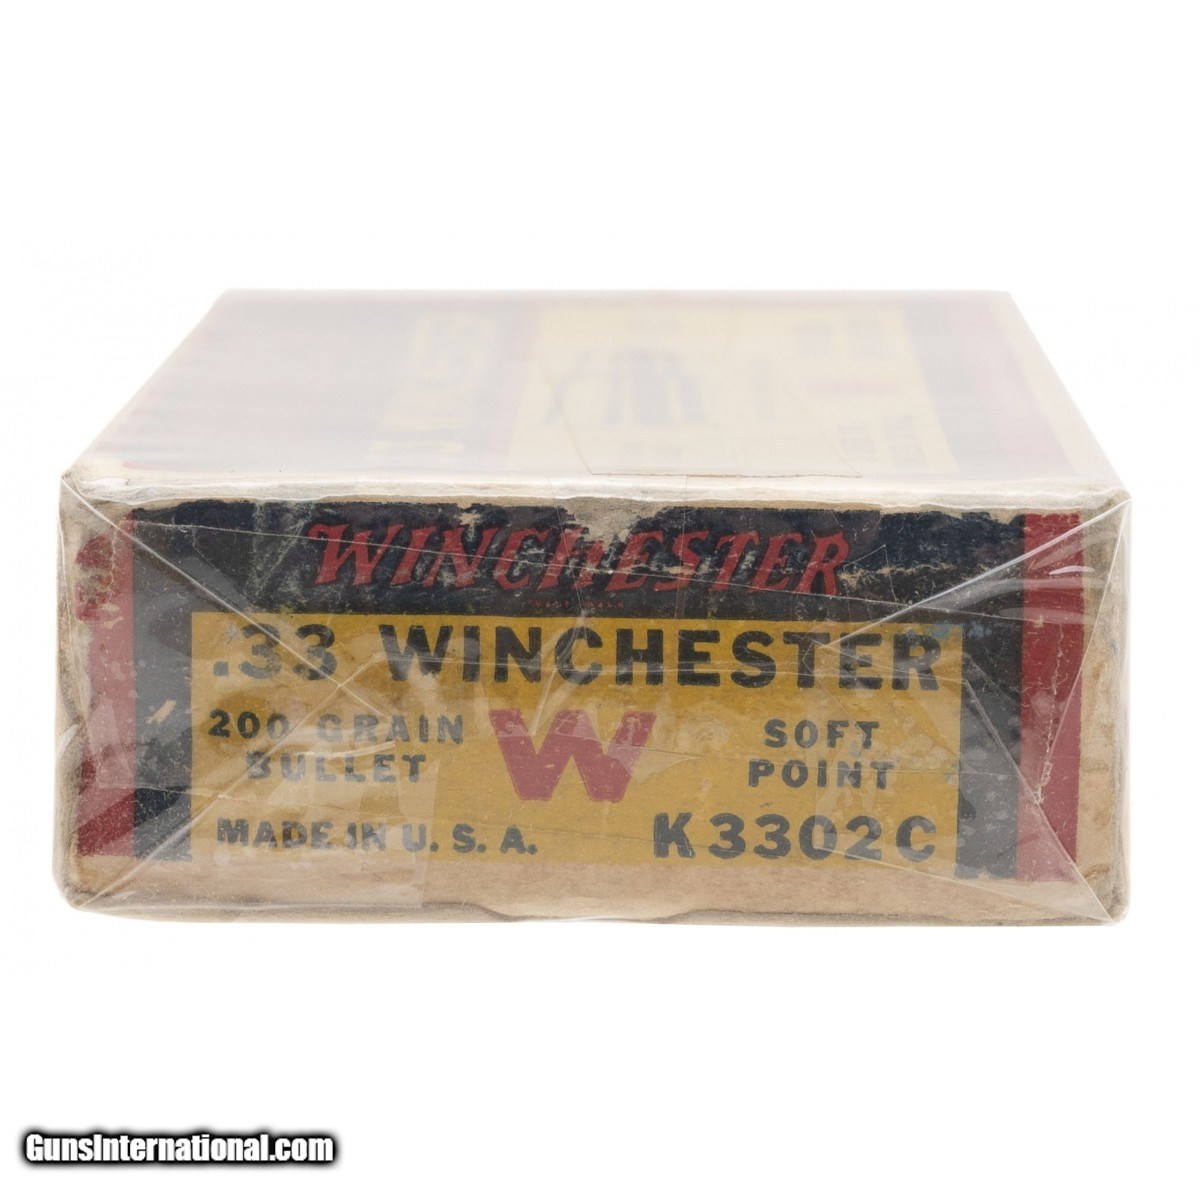 WINCHESTER
.33 WINCHESTER
200 GRAIN BULLET
W
SOFT POINT
MADE IN U.S.A.
K3302C
GunsInternational.com